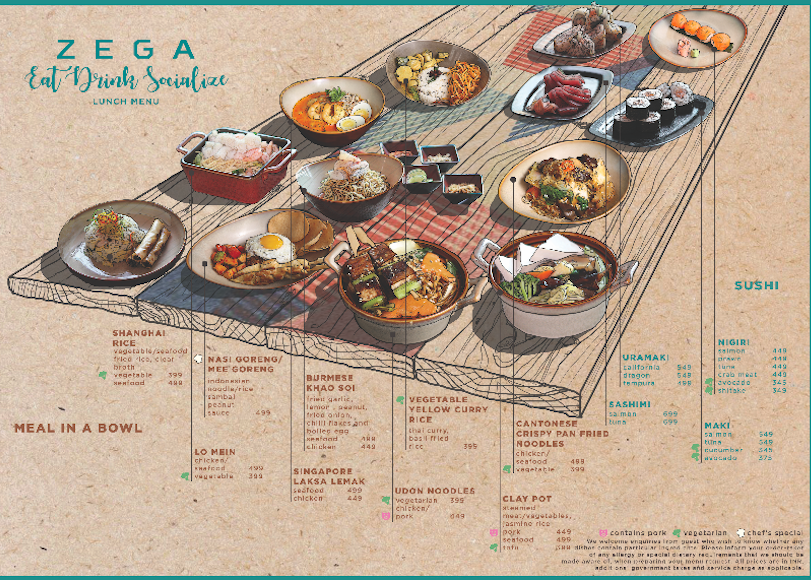 ZEGA
Eat Drink Socialize
LUNCH MENU
SHANGHAI
RICE
vegetable/seafood
fried rice, clear
broth
vegetable 399
seafood 499
NASI GORENG/
MEE GORENG
indonesian
noodle/rice
sambal
peanut
sauce 499
BURMESE
KHAO SOI
fried garlic,
lemon, peanut,
fried onion,
chilli flakes and
boiled egg
seafood 499
chicken 449
VEGETABLE
YELLOW CURRY
RICE
thai curry,
basil fried
rice 399
CANTONESE
CRISPY PAN FRIED
NOODLES
chicken/
seafood 499
vegetable 399
MEAL IN A BOWL
LO MEIN
chicken/
seafood 499
vegetable 399
SINGAPORE
LAKSA LEMAK
seafood 499
chicken 449
UDON NOODLES
vegetarian 399
chicken/
pork 649
CLAY POT
steamed
meat/vegetables,
jasmine rice
pork 449
seafood 499
tofu 399
SUSHI
URAMAKI
california 549
dragon 549
tempura 499
SASHIMI
salmon 699
tuna 699
NIGIRI
salmon 449
prawn 449
tuna 449
crab meat 449
avocado 349
shitake 349
MAKI
salmon 549
tuna 549
cucumber 349
avocado 375
contains pork vegetarian chef's special
We welcome enquiries from guest who wish to know whether any
dishes contain particular ingredients. Please inform your ordertaker
of any allergy or special dietary requirements that we should be
made aware of, when preparing your menu request. All prices are in INR.
additional government taxes and service charge as applicable.